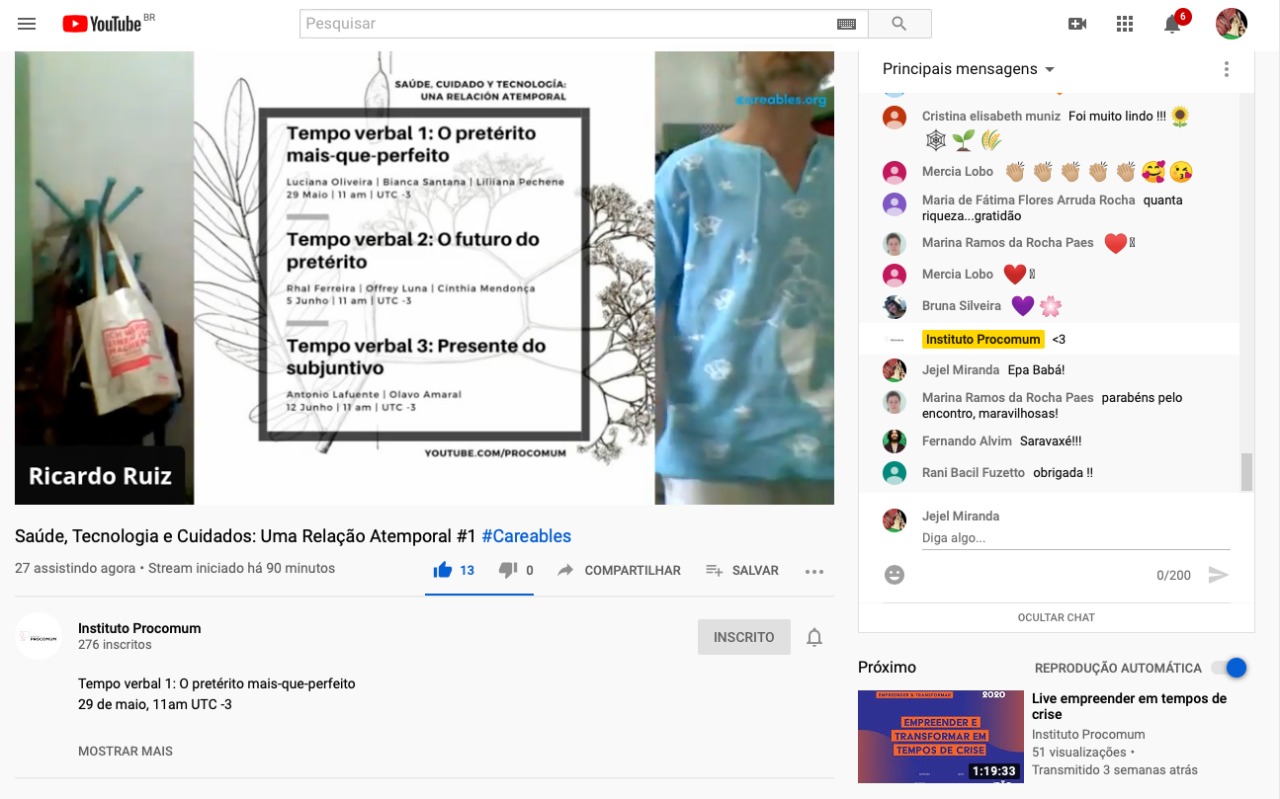 YouTube BR
Pesquisar
6
SAÚDE, CUIDADO Y TECNOLOGÍA:
UNA RELACIÓN ATEMPORAL
Tempo verbal 1: O pretérito
mais-que-perfeito
Luciana Oliveira | Bianca Santana | Liliana Pechene
29 Maio | 11 am | UTC -3
Tempo verbal 2: O futuro do
pretérito
Rhal Ferreira | Offrey Luna | Cinthia Mendonça
5 Junho | 11 am | UTC -3
Tempo verbal 3: Presente do
subjuntivo
Antonio Lafuente | Olavo Amaral
12 Junho | 11 am | UTC -3
YOUTUBE.COM/PROCOMUM
careables.org
Ricardo Ruiz
Saúde, Tecnologia e Cuidados: Uma Relação Atemporal #1 #Careables
27 assistindo agora • Stream iniciado há 90 minutos
13
0
COMPARTILHAR
SALVAR
Instituto Procomum
276 inscritos
INSCRITO
Tempo verbal 1: O pretérito mais-que-perfeito
29 de maio, 11am UTC -3
MOSTRAR MAIS
Principais mensagens
Cristina elisabeth muniz Foi muito lindo !!! 🌻
🕸️🌱🌾
Mercia Lobo 👏🏼👏🏼👏🏼👏🏼👏🏼🥰😘
Maria de Fátima Flores Arruda Rocha quanta
riqueza...gratidão
Marina Ramos da Rocha Paes ♥️
Mercia Lobo ❤️
Bruna Silveira 💜🌸
Instituto Procomum <3
Jejel Miranda Epa Babá!
Marina Ramos da Rocha Paes parabéns pelo
encontro, maravilhosas!
Fernando Alvim Saravaxé!!!
Rani Bacil Fuzetto obrigada !!
Jejel Miranda
Diga algo...
0/200
OCULTAR CHAT
Próximo
REPRODUÇÃO AUTOMÁTICA
EMPREENDER & TRANSFORMAR
2020
EMPREENDER E
TRANSFORMAR EM
TEMPOS DE CRISE
1:19:33
Live empreender em tempos de
crise
Instituto Procomum
51 visualizações •
Transmitido 3 semanas atrás